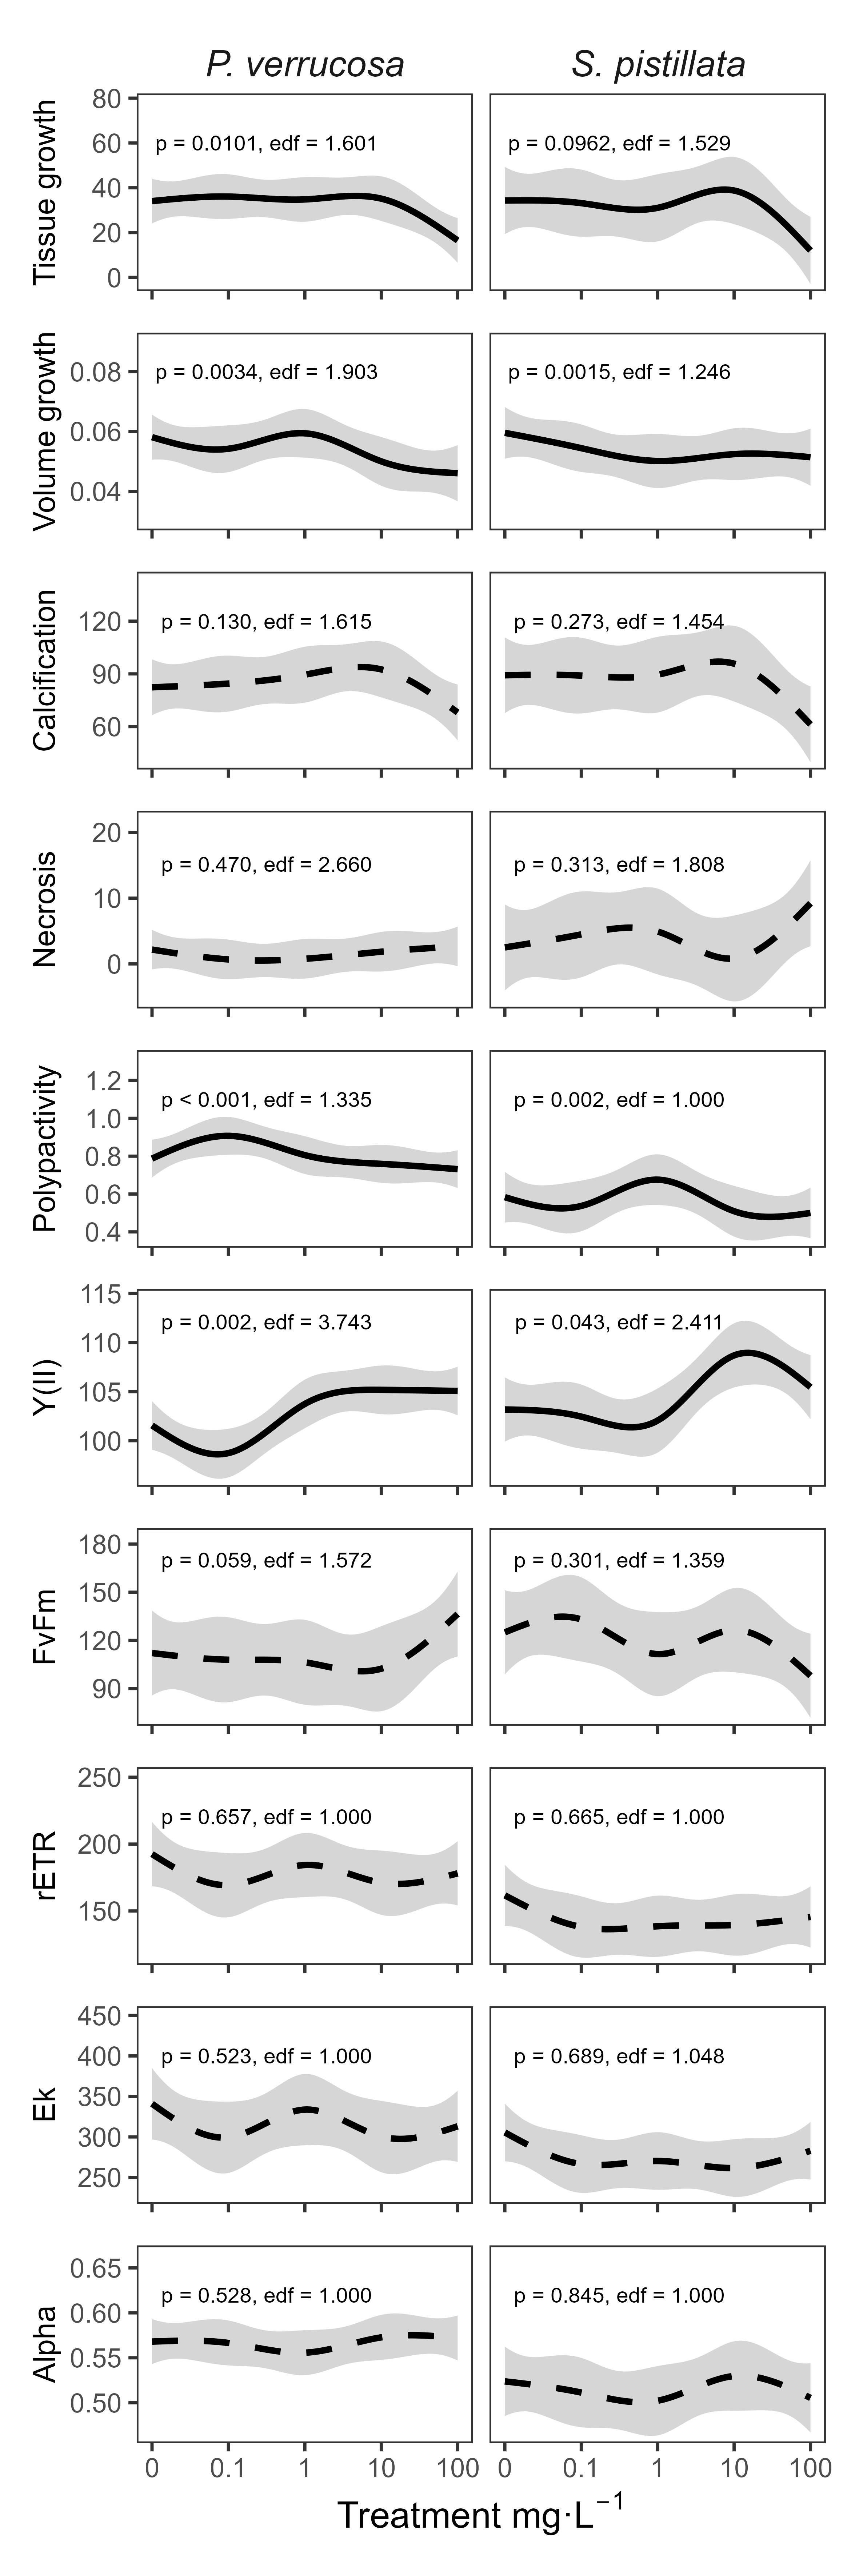 P. verrucosa S. pistillata
Tissue growth
80
60
40
20
0
p = 0.0101, edf = 1.601
p = 0.0962, edf = 1.529
Volume growth
0.08
0.06
0.04
p = 0.0034, edf = 1.903
p = 0.0015, edf = 1.246
Calcification
120
90
60
p = 0.130, edf = 1.615
p = 0.273, edf = 1.454
Necrosis
20
10
0
p = 0.470, edf = 2.660
p = 0.313, edf = 1.808
Polypactivity
1.2
1.0
0.8
0.6
0.4
p < 0.001, edf = 1.335
p = 0.002, edf = 1.000
Y(II)
115
110
105
100
p = 0.002, edf = 3.743
p = 0.043, edf = 2.411
FvFm
180
150
120
90
p = 0.059, edf = 1.572
p = 0.301, edf = 1.359
rETR
250
200
150
p = 0.657, edf = 1.000
p = 0.665, edf = 1.000
Ek
450
400
350
300
250
p = 0.523, edf = 1.000
p = 0.689, edf = 1.048
Alpha
0.65
0.60
0.55
0.50
p = 0.528, edf = 1.000
p = 0.845, edf = 1.000
0 0.1 1 10 100 0 0.1 1 10 100
Treatment mg·L⁻¹